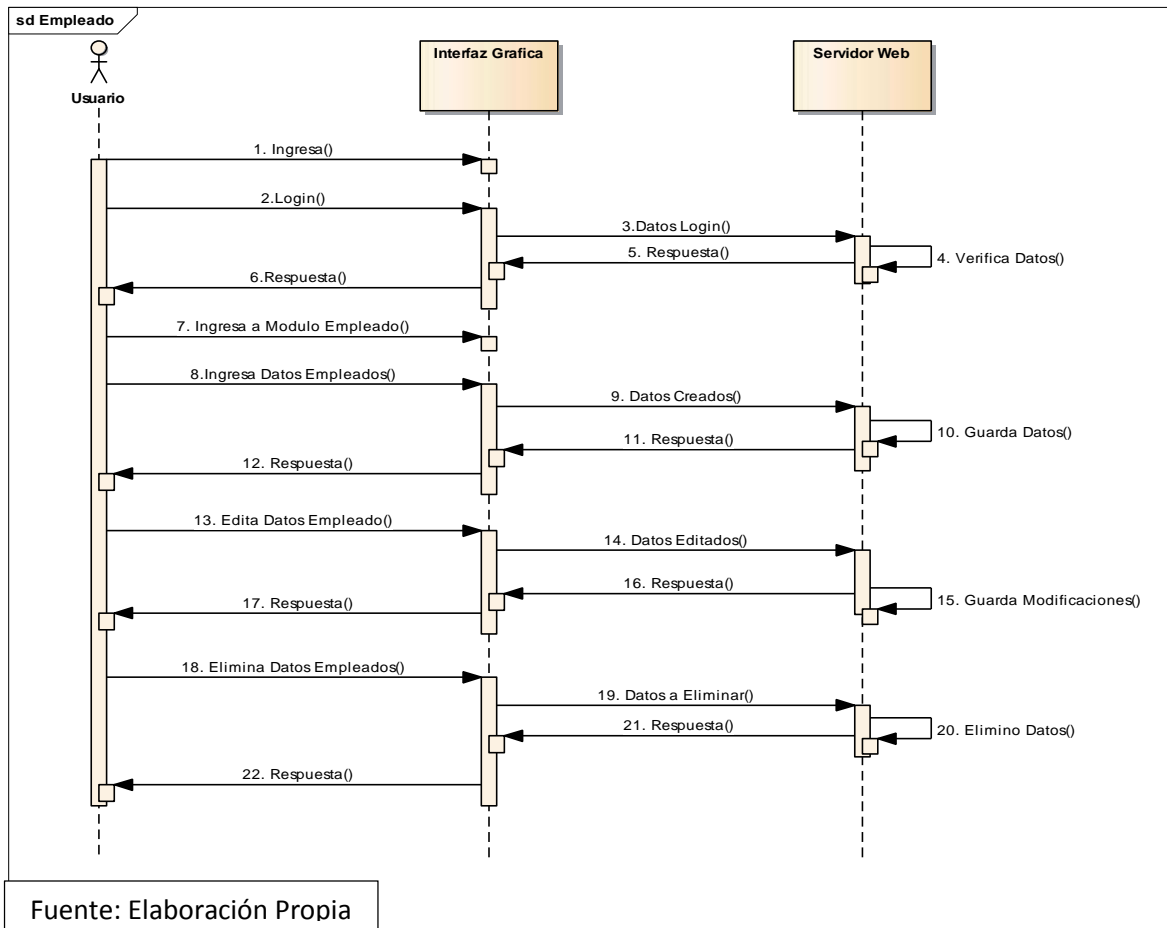 sd Empleado
Usuario
Interfaz Grafica
Servidor Web
1. Ingresa()
2.Login()
3.Datos Login()
4. Verifica Datos()
5. Respuesta()
6.Respuesta()
7. Ingresa a Modulo Empleado()
8.Ingresa Datos Empleados()
9. Datos Creados()
10. Guarda Datos()
11. Respuesta()
12. Respuesta()
13. Edita Datos Empleado()
14. Datos Editados()
15. Guarda Modificaciones()
16. Respuesta()
17. Respuesta()
18. Elimina Datos Empleados()
19. Datos a Eliminar()
20. Elimino Datos()
21. Respuesta()
22. Respuesta()
Fuente: Elaboración Propia